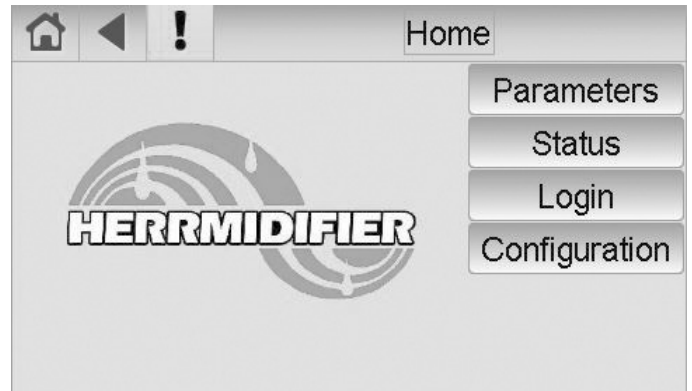 !
Home
Parameters
Status
HERRMIDIFIER
Login
Configuration